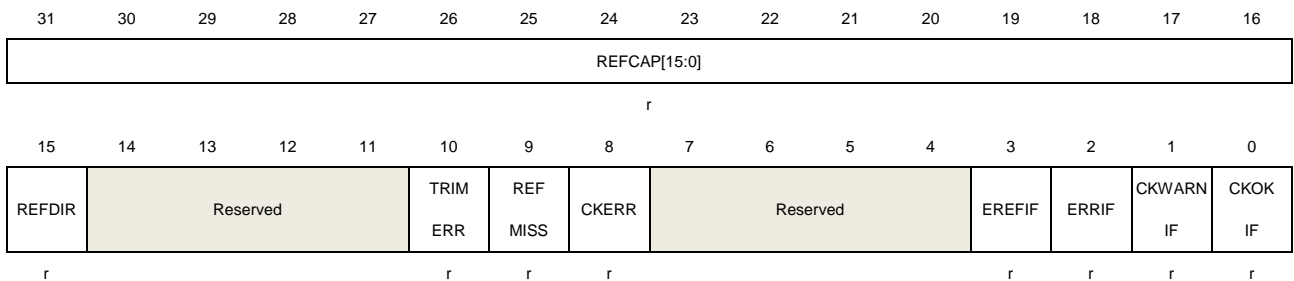 31 30 29 28 27 26 25 24 23 22 21 20 19 18 17 16
REFCAP[15:0]
r
15 14 13 12 11 10 9 8 7 6 5 4 3 2 1 0
REFDIR Reserved TRIM ERR REF MISS CKERR Reserved EREFIF ERRIF CKWARN IF CKOK IF
r r r r r r r r